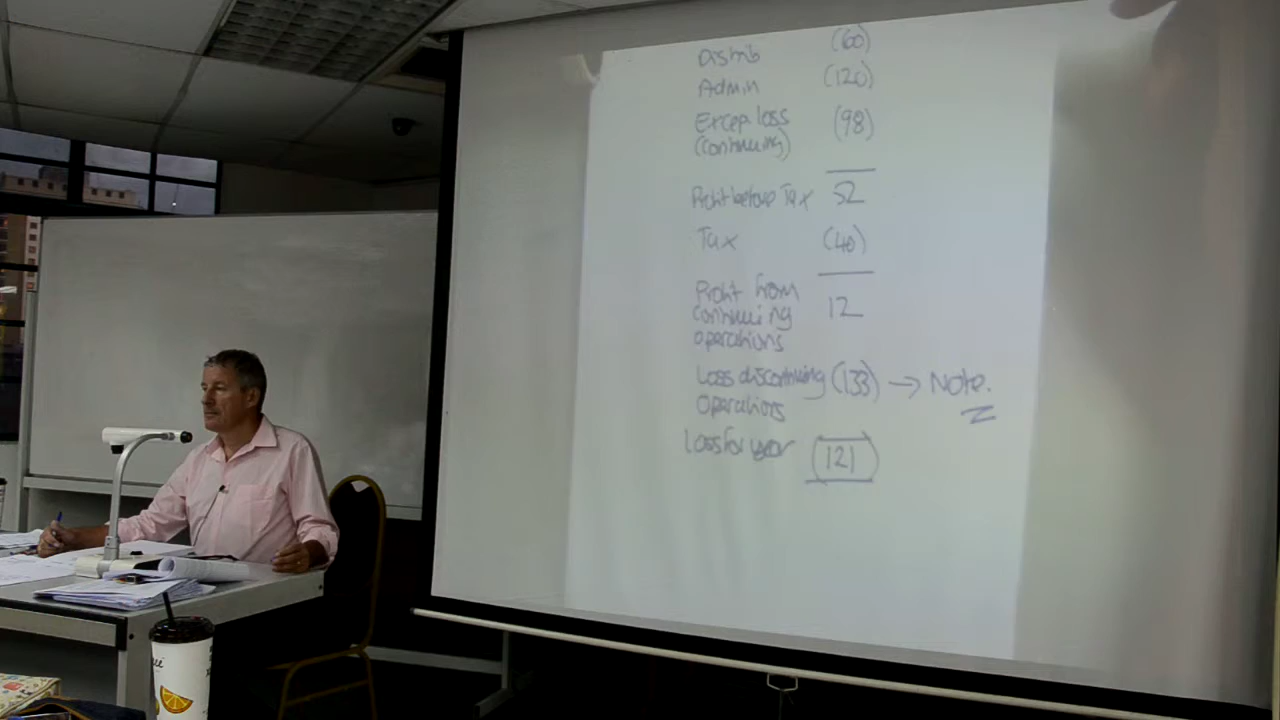 Distrib (60)
Admin (120)
Excep loss (98)
(continuing)
Profit before Tax 52
Tax (40)
Profit from
continuing 12
operations
Loss discontinuing (133) → Note.
operations
Loss for year (121)